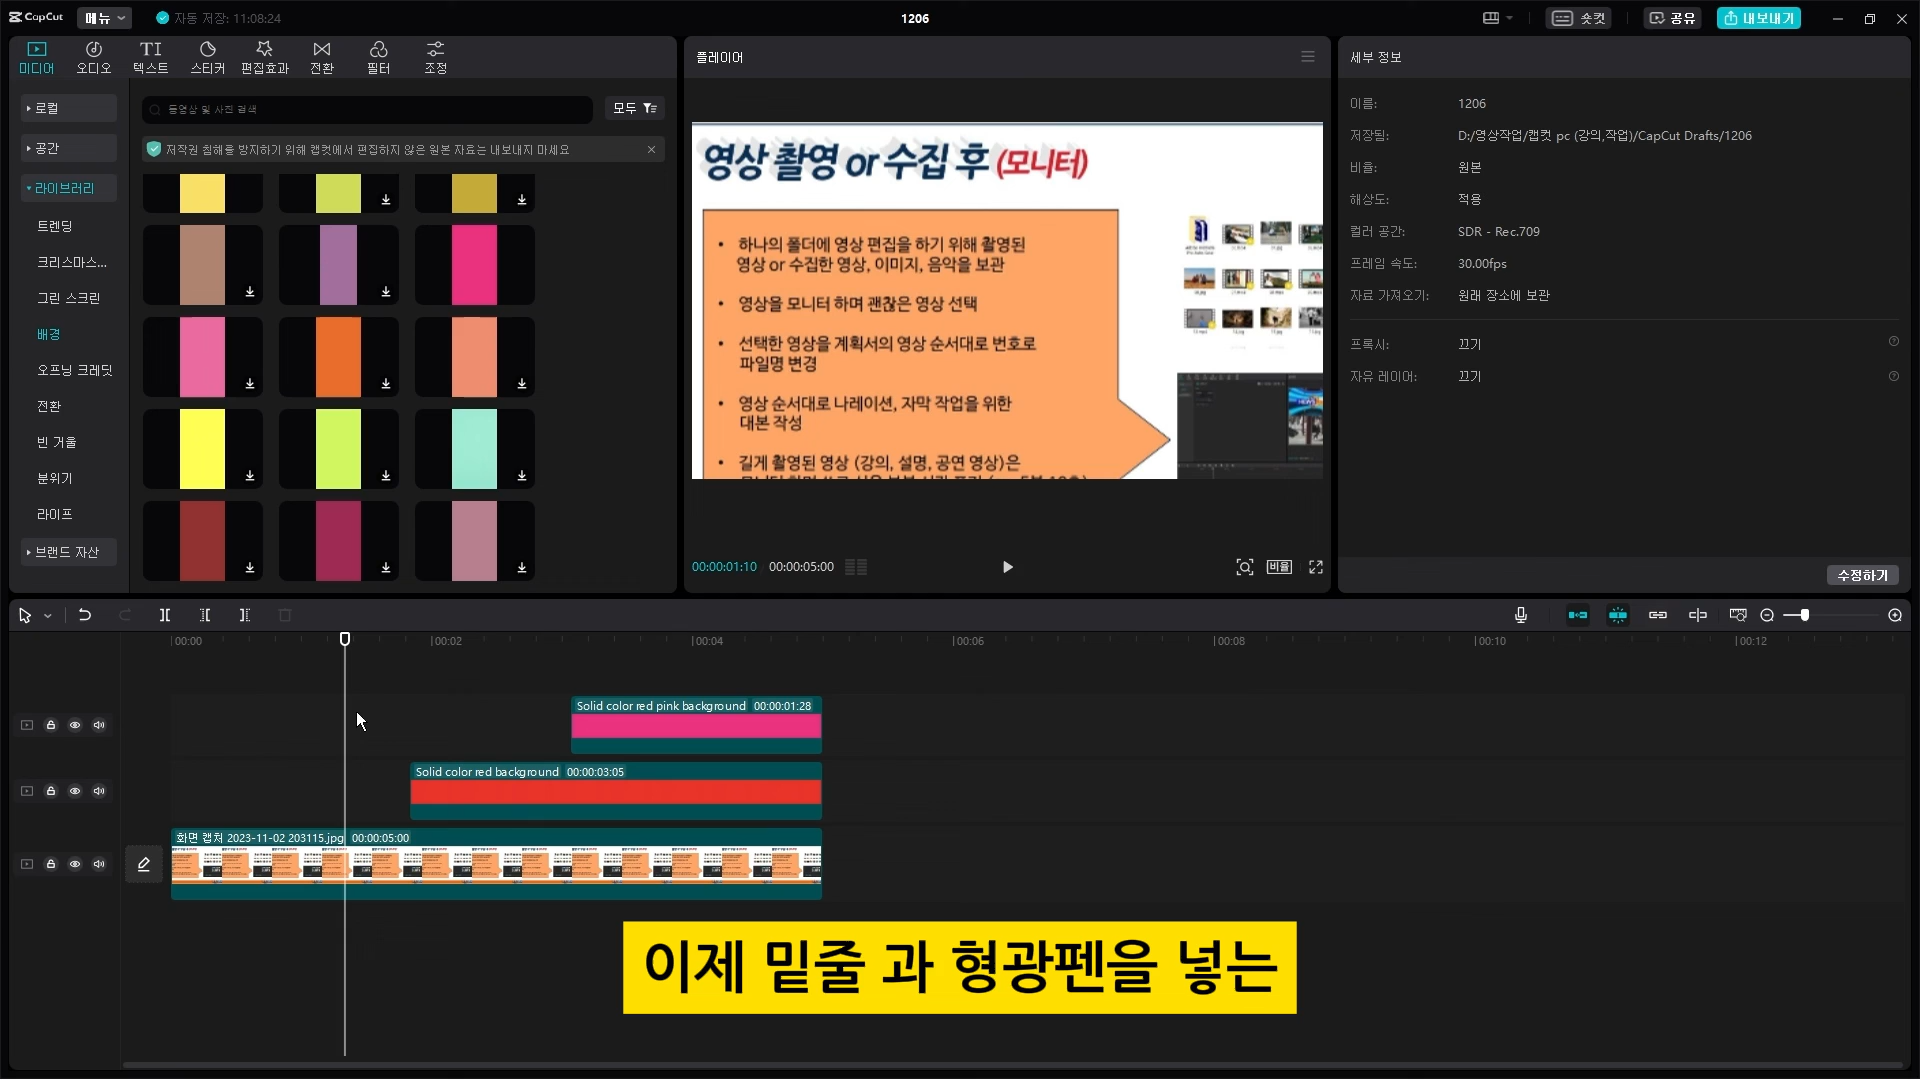 CapCut
메뉴
자동 저장: 11:08:24
1206
숏컷
공유
내보내기
미디어
오디오
텍스트
스티커
편집효과
전환
필터
조정
로컬
공간
라이브러리
트렌딩
크리스마스...
그린 스크린
배경
오프닝 크레딧
전환
빈 거울
분위기
라이프
브랜드 자산
동영상 및 사진 검색
모두
저작권 침해를 방지하기 위해 캡컷에서 편집하지 않은 원본 자료는 내보내지 마세요
플레이어
영상 촬영 or 수집 후 (모니터)
• 하나의 폴더에 영상 편집을 하기 위해 촬영된
영상 or 수집한 영상, 이미지, 음악을 보관
• 영상을 모니터 하며 괜찮은 영상 선택
• 선택한 영상을 계획서의 영상 순서대로 번호로
파일명 변경
• 영상 순서대로 나레이션, 자막 작업을 위한
대본 작성
• 길게 촬영된 영상 (강의, 설명, 공연 영상)은
00:00:01:10
00:00:05:00
비율
세부 정보
이름: 1206
저장됨: D:/영상작업/캡컷 pc (강의,작업)/CapCut Drafts/1206
비율: 원본
해상도: 적용
컬러 공간: SDR - Rec.709
프레임 속도: 30.00fps
자료 가져오기: 원래 장소에 보관
프록시: 끄기
자유 레이어: 끄기
수정하기
00:00
00:02
00:04
00:06
00:08
00:10
00:12
Solid color red pink background 00:00:01:28
Solid color red background 00:00:03:05
화면 캡처 2023-11-02 203115.jpg 00:00:05:00
이제 밑줄 과 형광펜을 넣는